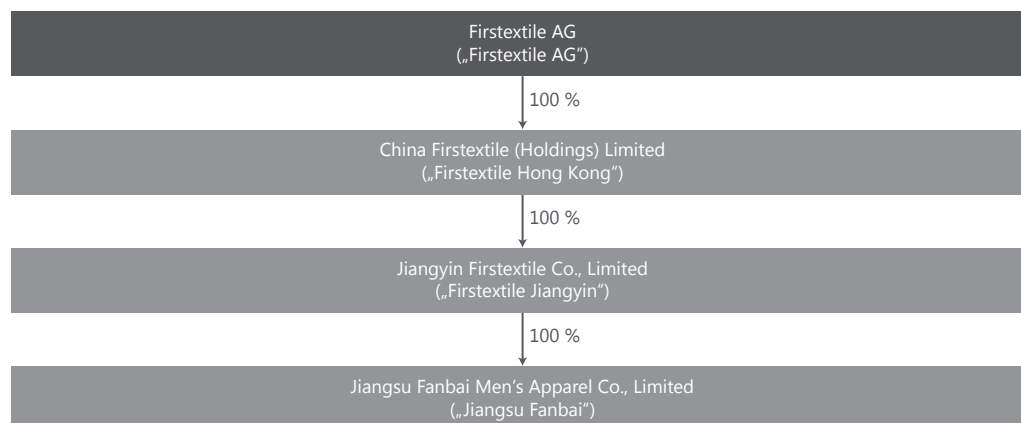 Firstextile AG
(„Firstextile AG”)
100 %
China Firstextile (Holdings) Limited
(„Firstextile Hong Kong“)
100 %
Jiangyin Firstextile Co., Limited
(„Firstextile Jiangyin”)
100 %
Jiangsu Fanbai Men‘s Apparel Co., Limited
(„Jiangsu Fanbai“)